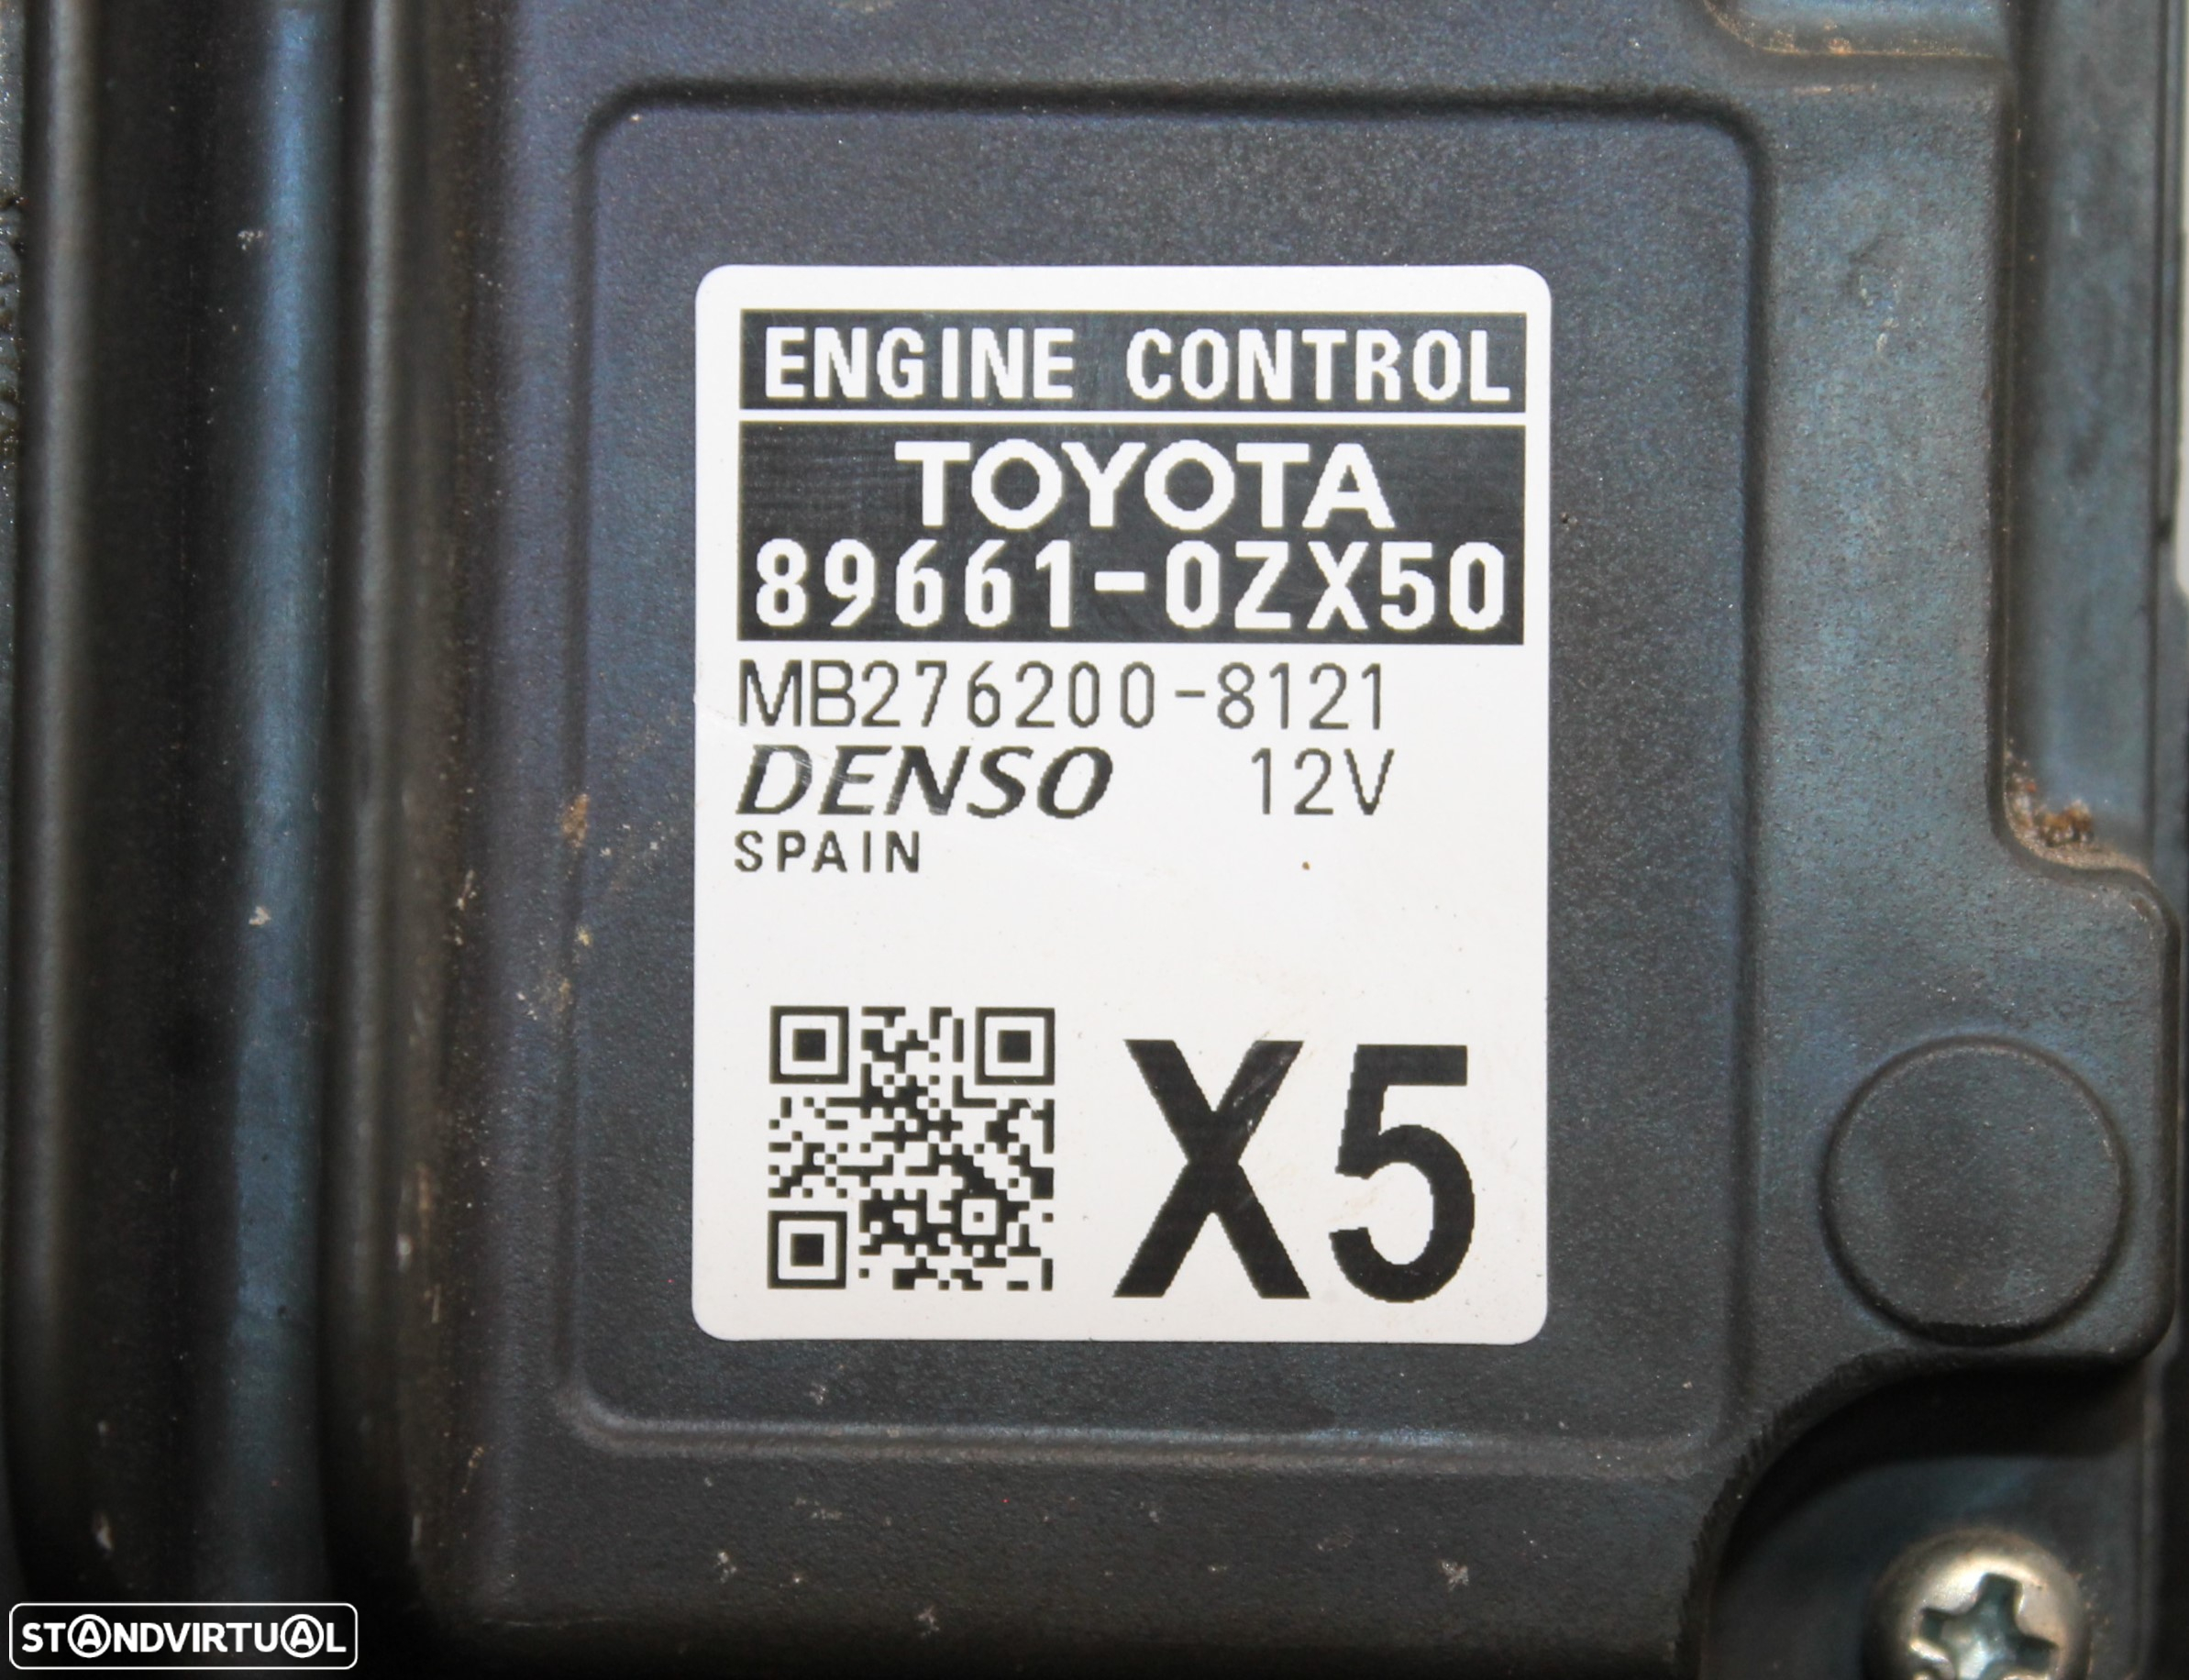 ENGINE CONTROL
TOYOTA
89661-0ZX50
MB276200-8121
DENSO 12V
SPAIN
X5
STANDVIRTUAL